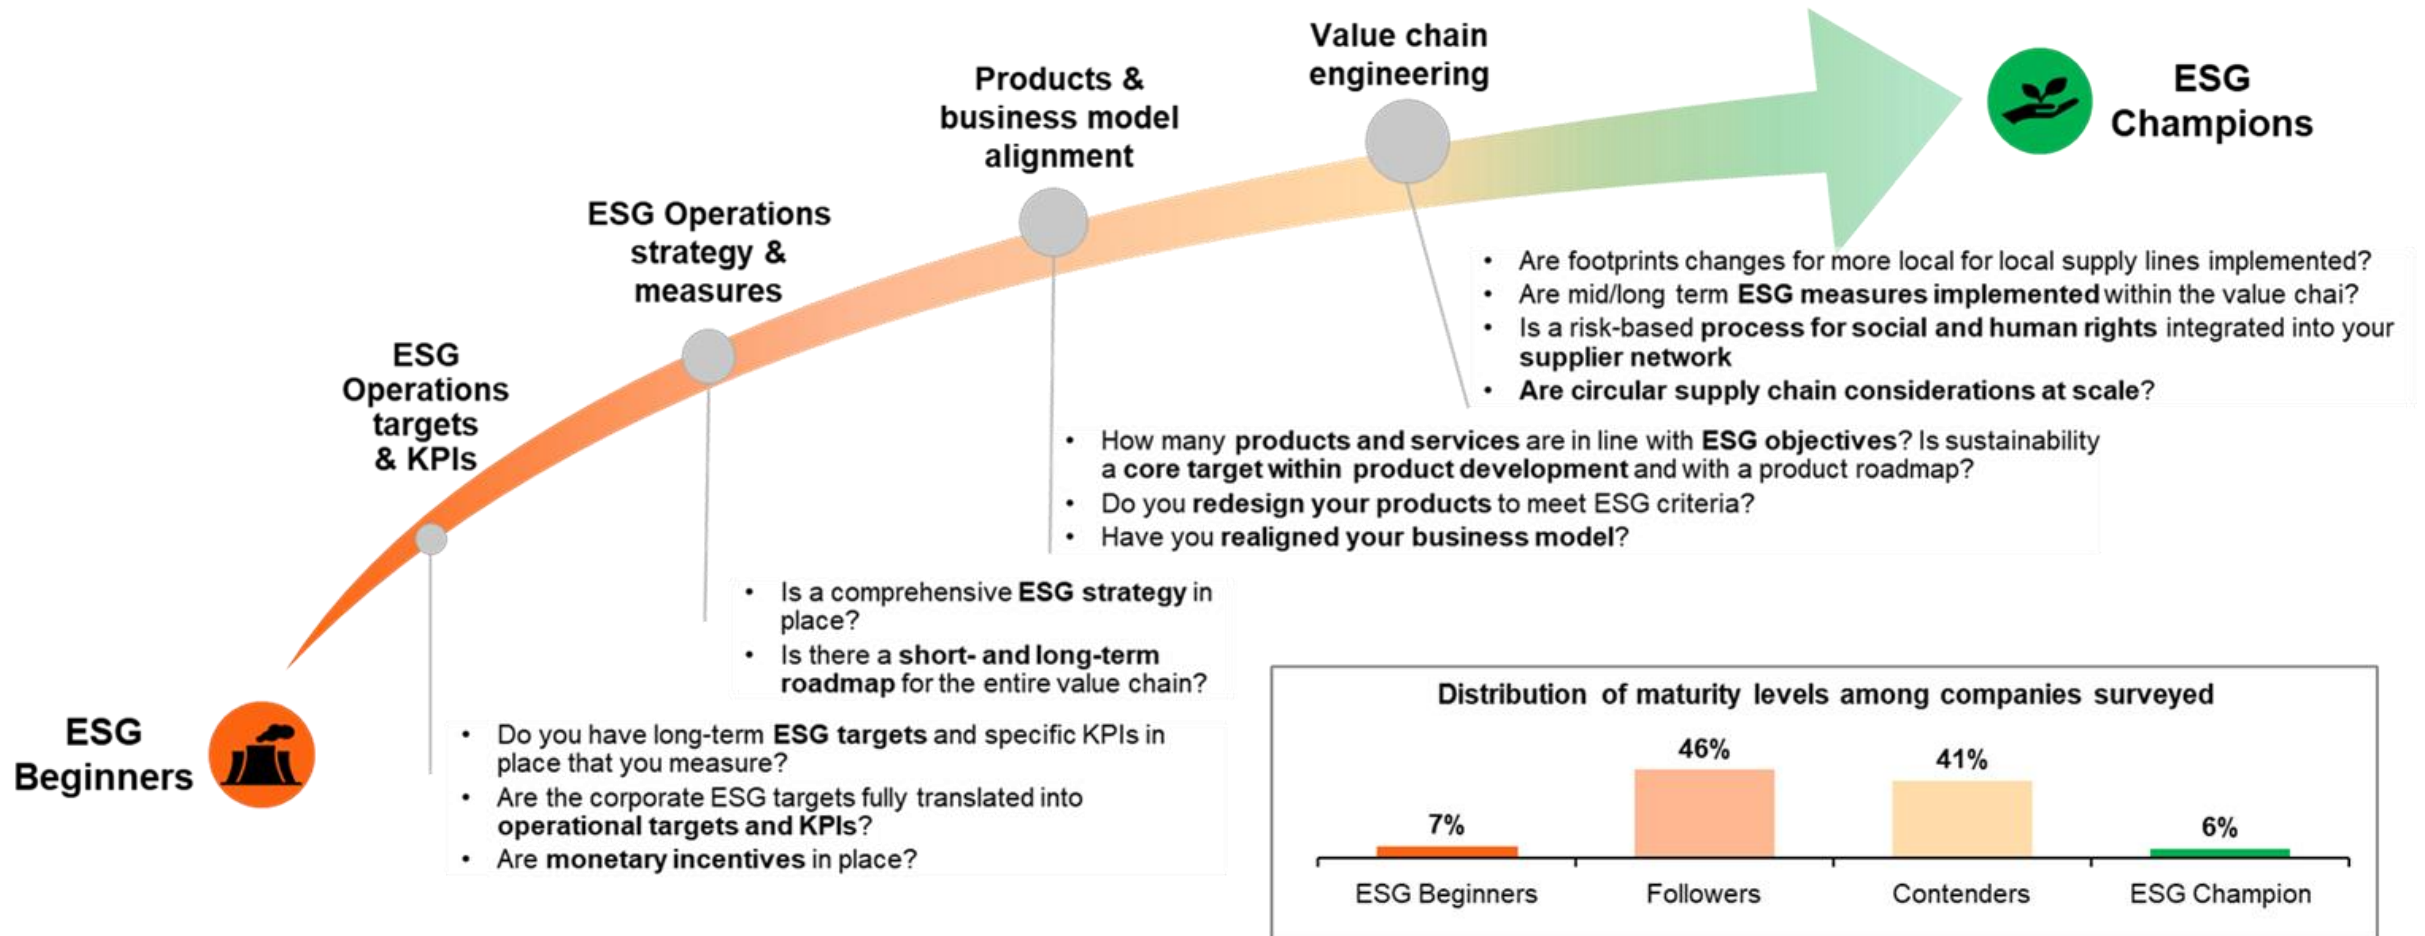 Value chain
engineering
Products &
business model
alignment
ESG
Champions
ESG Operations
strategy &
measures
ESG
Operations
targets
& KPIs
• Are footprints changes for more local for local supply lines implemented?
• Are mid/long term ESG measures implemented within the value chai?
• Is a risk-based process for social and human rights integrated into your
supplier network
• Are circular supply chain considerations at scale?
• How many products and services are in line with ESG objectives? Is sustainability
a core target within product development and with a product roadmap?
• Do you redesign your products to meet ESG criteria?
• Have you realigned your business model?
• Is a comprehensive ESG strategy in
place?
• Is there a short- and long-term
roadmap for the entire value chain?
ESG
Beginners
• Do you have long-term ESG targets and specific KPIs in
place that you measure?
• Are the corporate ESG targets fully translated into
operational targets and KPIs?
• Are monetary incentives in place?
Distribution of maturity levels among companies surveyed
7%
46%
41%
6%
ESG Beginners
Followers
Contenders
ESG Champion